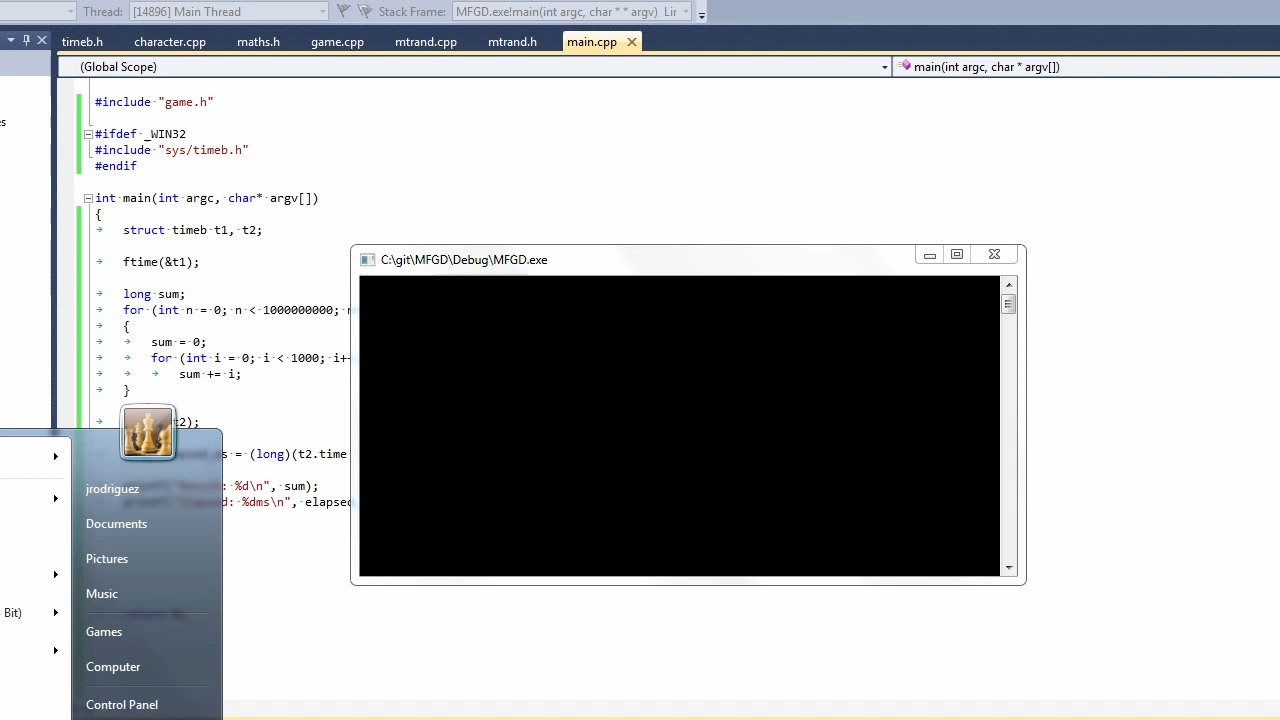 Thread: [14896] Main Thread Stack Frame: MFGD.exe!main(int argc, char * * argv) Lir
timeb.h character.cpp maths.h game.cpp mtrand.cpp mtrand.h main.cpp
(Global Scope) main(int argc, char * argv[])
#include "game.h"
#ifdef _WIN32
#include "sys/timeb.h"
#endif
int main(int argc, char* argv[])
{
struct timeb t1, t2;
ftime(&t1);
long sum;
for (int n = 0; n <
{
sum = 0;
for (int i = 0; i < 1000; i++
sum += i;
}
t2);
= (long)(t2.time
%d\n", sum);
%dms\n", elapsed
C:\git\MFGD\Debug\MFGD.exe
jrodriguez
Documents
Pictures
Music
Games
Bit)
Computer
Control Panel